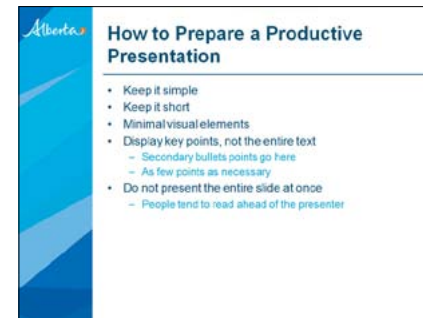 Alberta
How to Prepare a Productive
Presentation
• Keep it simple
• Keep it short
• Minimal visual elements
• Display key points, not the entire text
– Secondary bullets points go here
– As few points as necessary
• Do not present the entire slide at once
– People tend to read ahead of the presenter